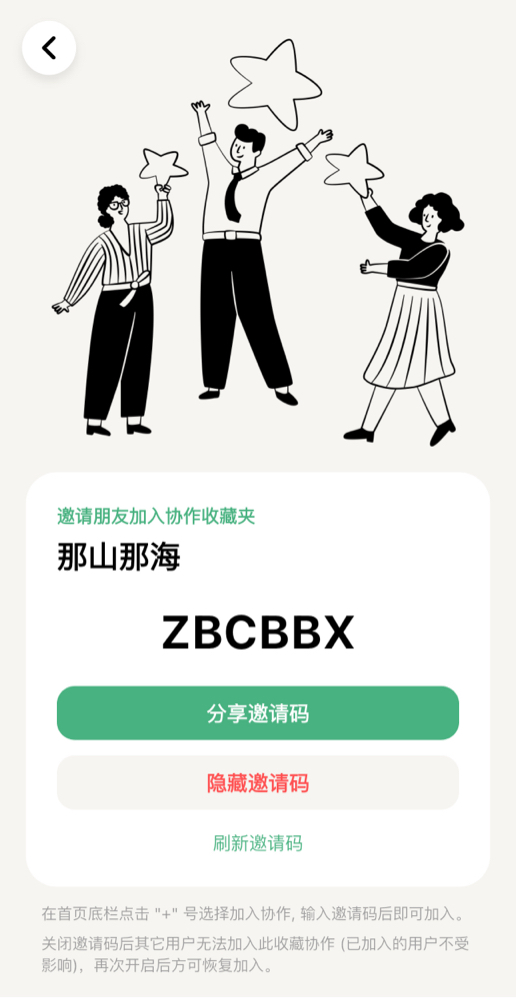 邀请朋友加入协作收藏夹
那山那海
ZBCBBX
分享邀请码
隐藏邀请码
刷新邀请码
在首页底栏点击 "+" 号选择加入协作, 输入邀请码后即可加入。
关闭邀请码后其它用户无法加入此收藏协作 (已加入的用户不受
影响)，再次开启后方可恢复加入。